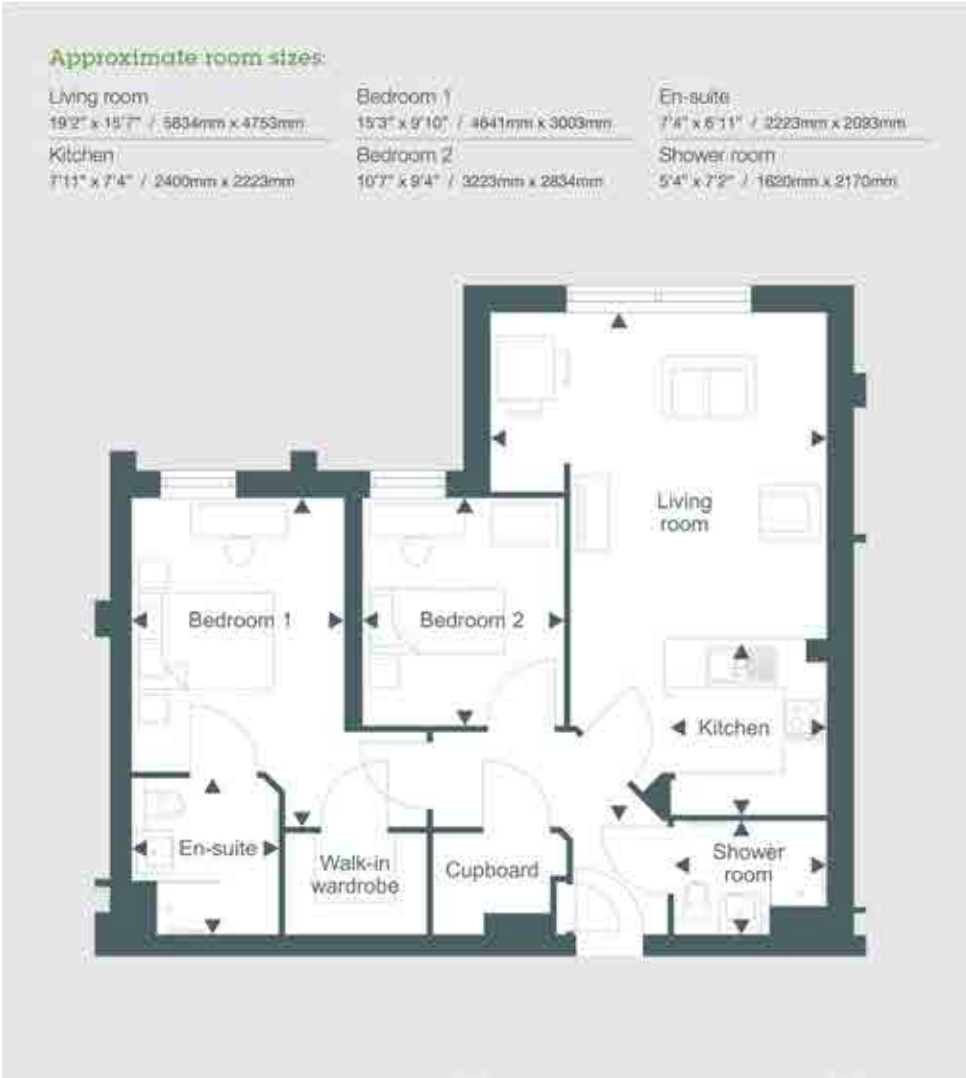 Approximate room sizes:
Living room
19'2" x 15'7" / 5834mm x 4753mm
Kitchen
7'11" x 7'4" / 2400mm x 2223mm
Bedroom 1
15'3" x 9'10" / 4641mm x 3003mm
Bedroom 2
10'7" x 9'4" / 3223mm x 2834mm
En-suite
7'4" x 6'11" / 2223mm x 2093mm
Shower room
5'4" x 7'2" / 1620mm x 2170mm
Living
room
Bedroom 1
Bedroom 2
Kitchen
En-suite
Walk-in
wardrobe
Cupboard
Shower
room